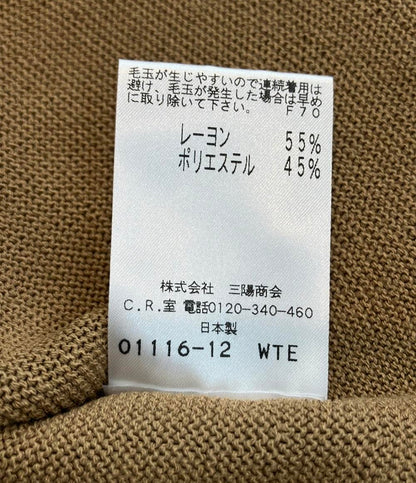 毛玉が生じやすいので連続着用は
避け、毛玉が発生した場合は早め
に取り除いて下さい。 F70
レーヨン 55%
ポリエステル 45%
株式会社 三陽商会
C.R.室 電話0120-340-460
日本製
01116-12 WTE